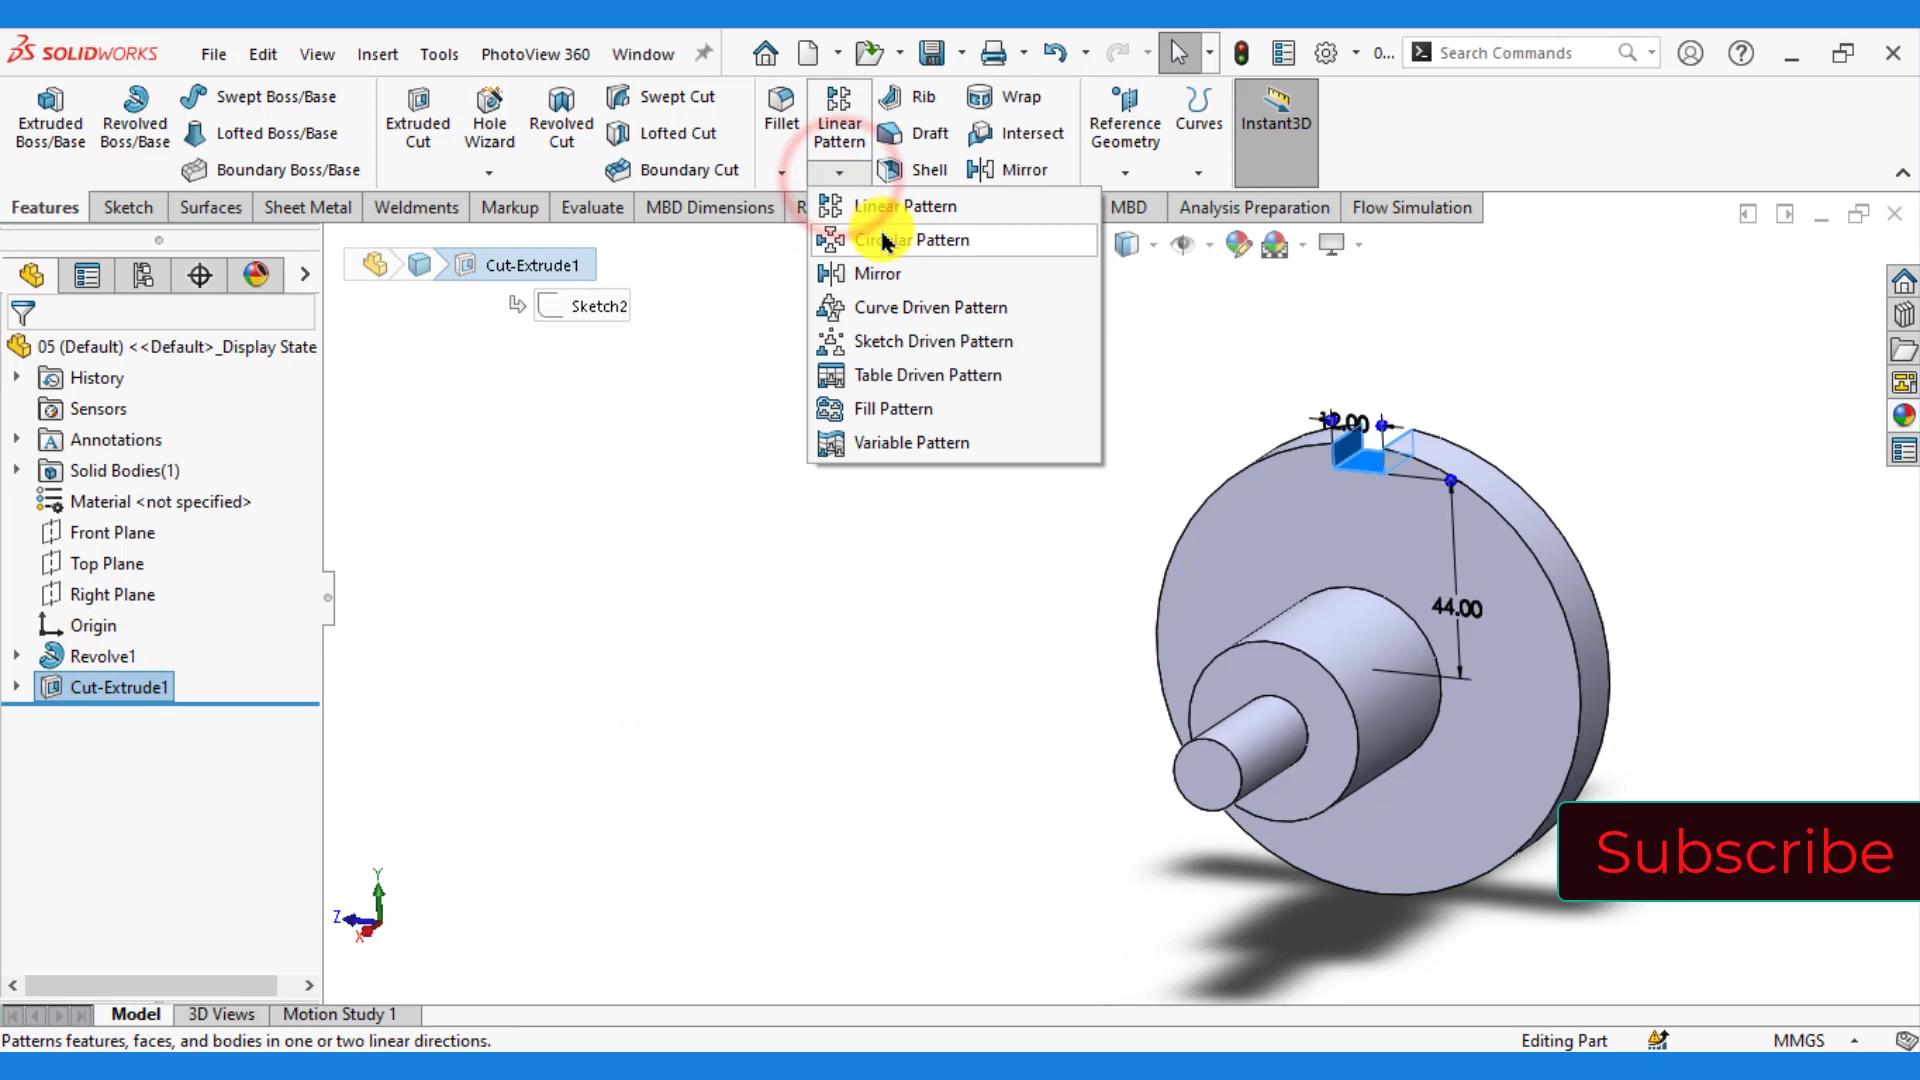 SOLIDWORKS File Edit View Insert Tools PhotoView 360 Window 0... Search Commands
Extruded Boss/Base
Revolved Boss/Base
Swept Boss/Base
Lofted Boss/Base
Boundary Boss/Base
Extruded Cut
Hole Wizard
Revolved Cut
Swept Cut
Lofted Cut
Boundary Cut
Fillet
Linear Pattern
Rib
Draft
Shell
Wrap
Intersect
Mirror
Reference Geometry
Curves
Instant3D
Features Sketch Surfaces Sheet Metal Weldments Markup Evaluate MBD Dimensions R MBD Analysis Preparation Flow Simulation
Linear Pattern
Circular Pattern
Mirror
Curve Driven Pattern
Sketch Driven Pattern
Table Driven Pattern
Fill Pattern
Variable Pattern
Cut-Extrude1
Sketch2
05 (Default) <<Default>_Display State
History
Sensors
Annotations
Solid Bodies(1)
Material <not specified>
Front Plane
Top Plane
Right Plane
Origin
Revolve1
Cut-Extrude1
12.00
44.00
Subscribe
Y
Z
X
Model 3D Views Motion Study 1
Patterns features, faces, and bodies in one or two linear directions. Editing Part MMGS